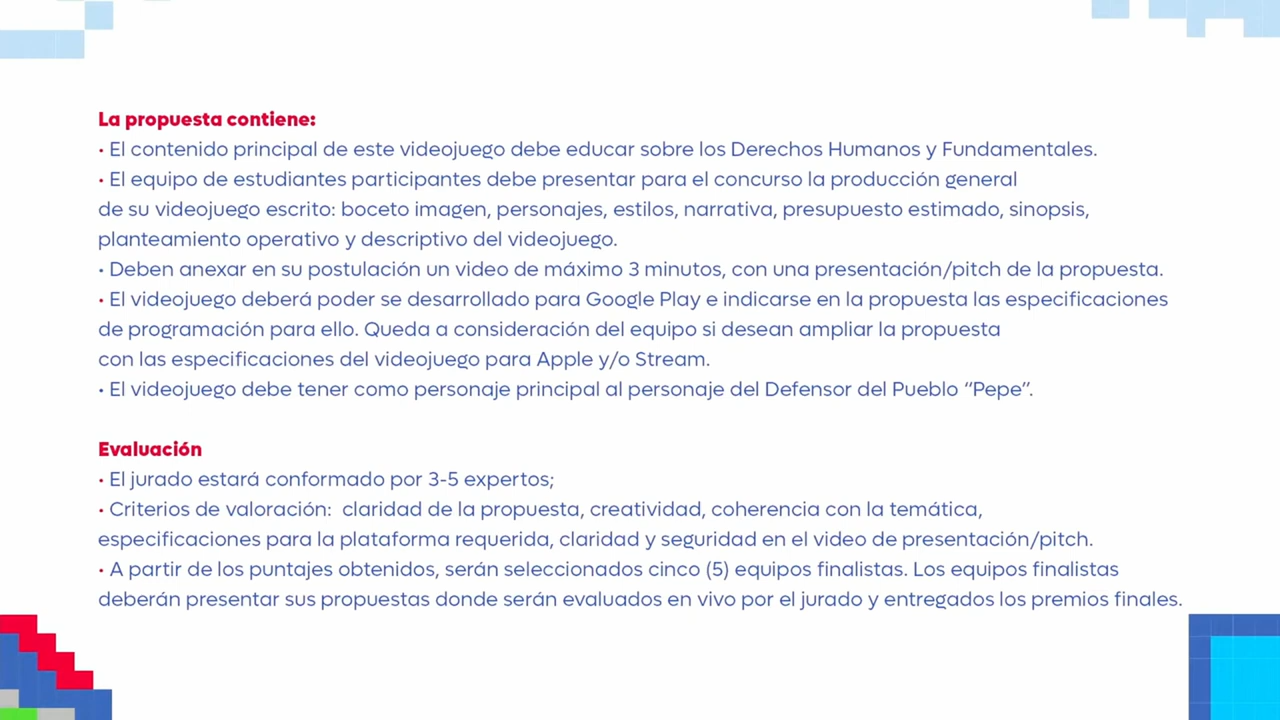 La propuesta contiene:
• El contenido principal de este videojuego debe educar sobre los Derechos Humanos y Fundamentales.
• El equipo de estudiantes participantes debe presentar para el concurso la producción general
de su videojuego escrito: boceto imagen, personajes, estilos, narrativa, presupuesto estimado, sinopsis,
planteamiento operativo y descriptivo del videojuego.
• Deben anexar en su postulación un video de máximo 3 minutos, con una presentación/pitch de la propuesta.
• El videojuego deberá poder se desarrollado para Google Play e indicarse en la propuesta las especificaciones
de programación para ello. Queda a consideración del equipo si desean ampliar la propuesta
con las especificaciones del videojuego para Apple y/o Stream.
• El videojuego debe tener como personaje principal al personaje del Defensor del Pueblo “Pepe”.
Evaluación
• El jurado estará conformado por 3-5 expertos;
• Criterios de valoración:  claridad de la propuesta, creatividad, coherencia con la temática,
especificaciones para la plataforma requerida, claridad y seguridad en el video de presentación/pitch.
• A partir de los puntajes obtenidos, serán seleccionados cinco (5) equipos finalistas. Los equipos finalistas
deberán presentar sus propuestas donde serán evaluados en vivo por el jurado y entregados los premios finales.